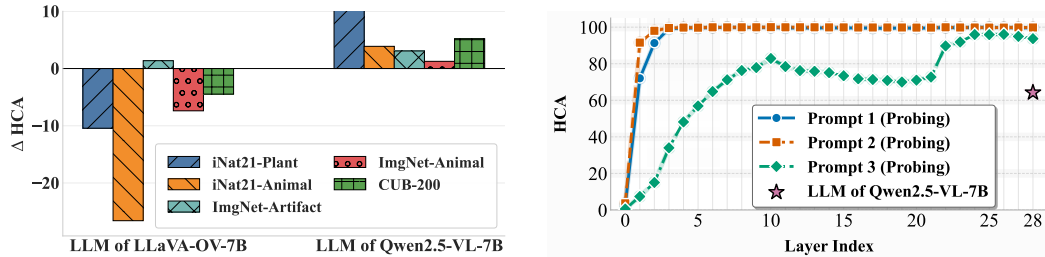 Δ HCA
10
0
−10
−20
iNat21-Plant
iNat21-Animal
ImgNet-Artifact
ImgNet-Animal
CUB-200
LLM of LLaVA-OV-7B
LLM of Qwen2.5-VL-7B
HCA
100
80
60
40
20
0
Prompt 1 (Probing)
Prompt 2 (Probing)
Prompt 3 (Probing)
LLM of Qwen2.5-VL-7B
0 5 10 15 20 25 28
Layer Index